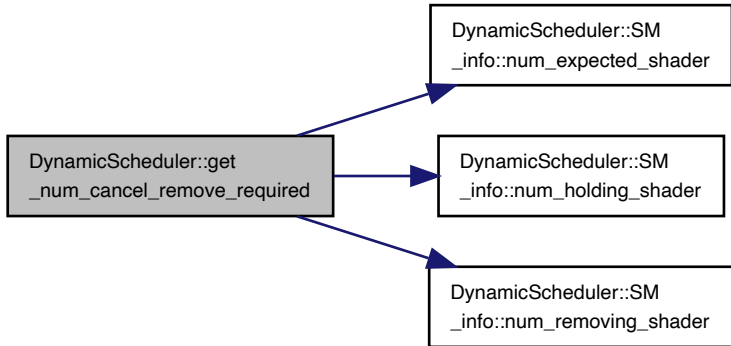 DynamicScheduler::SM
_info::num_expected_shader
DynamicScheduler::get
_num_cancel_remove_required
DynamicScheduler::SM
_info::num_holding_shader
DynamicScheduler::SM
_info::num_removing_shader